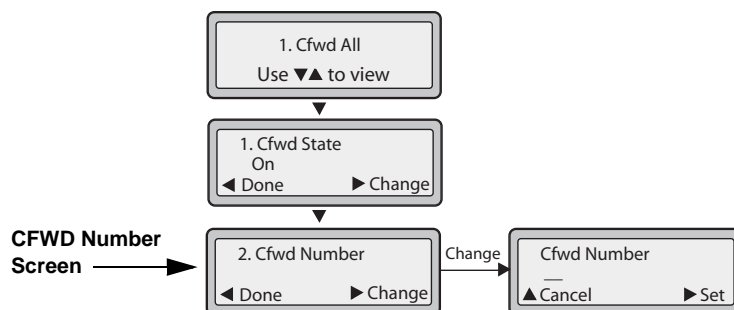 1. Cfwd All
Use ▼▲ to view
1. Cfwd State
On
◀ Done ▶ Change
CFWD Number
Screen
2. Cfwd Number
◀ Done ▶ Change
Change
Cfwd Number
▲ Cancel ▶ Set